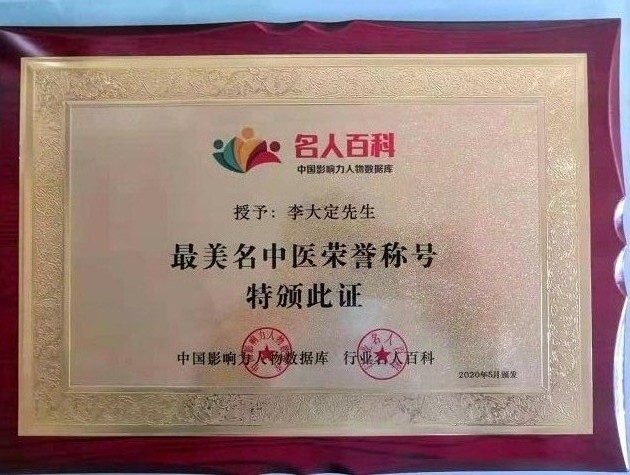 名人百科
中国影响力人物数据库
授予：李大定先生
最美名中医荣誉称号
特颁此证
中国影响力人物数据库 行业名人百科
2020年5月颁发